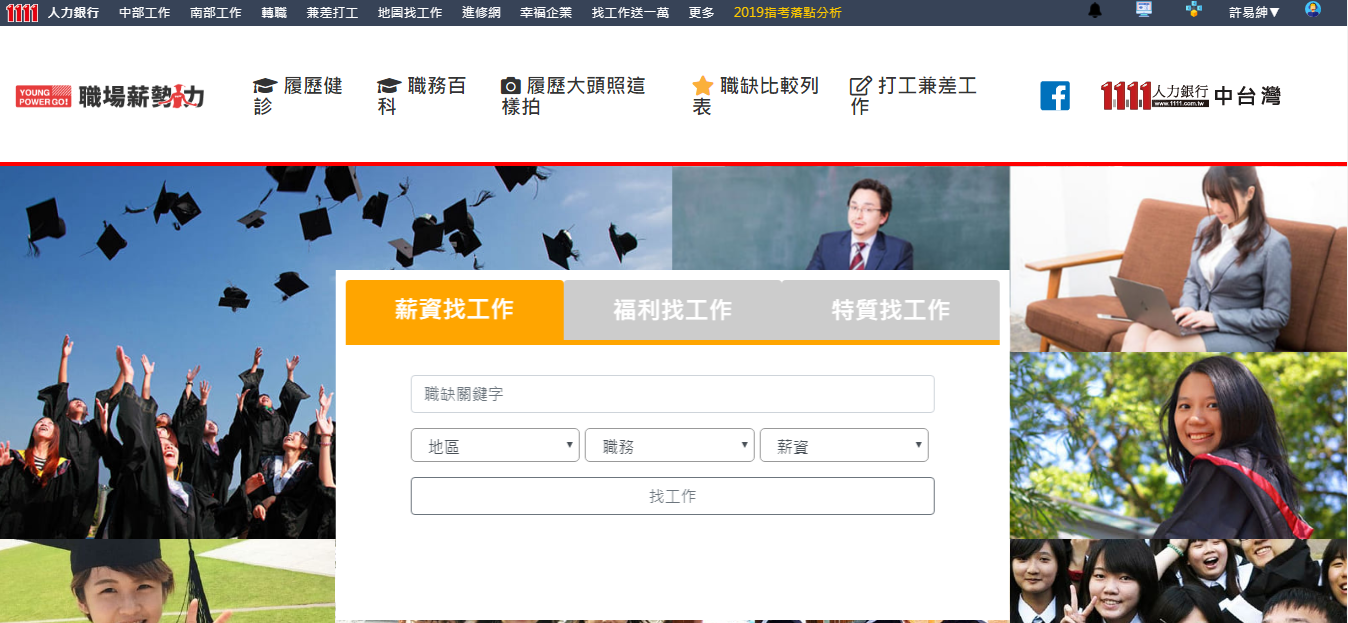 1111 人力銀行 中部工作 南部工作 轉職 兼差打工 地圖找工作 進修網 幸福企業 找工作送一萬 更多 2019指考落點分析 許易紳▼
YOUNG
POWER GO! 職場薪勢力
履歷健
診
職務百
科
履歷大頭照這
樣拍
職缺比較列
表
打工兼差工
作
1111 人力銀行
www.1111.com.tw 中台灣
薪資找工作 福利找工作 特質找工作
職缺關鍵字
地區 職務 薪資
找工作